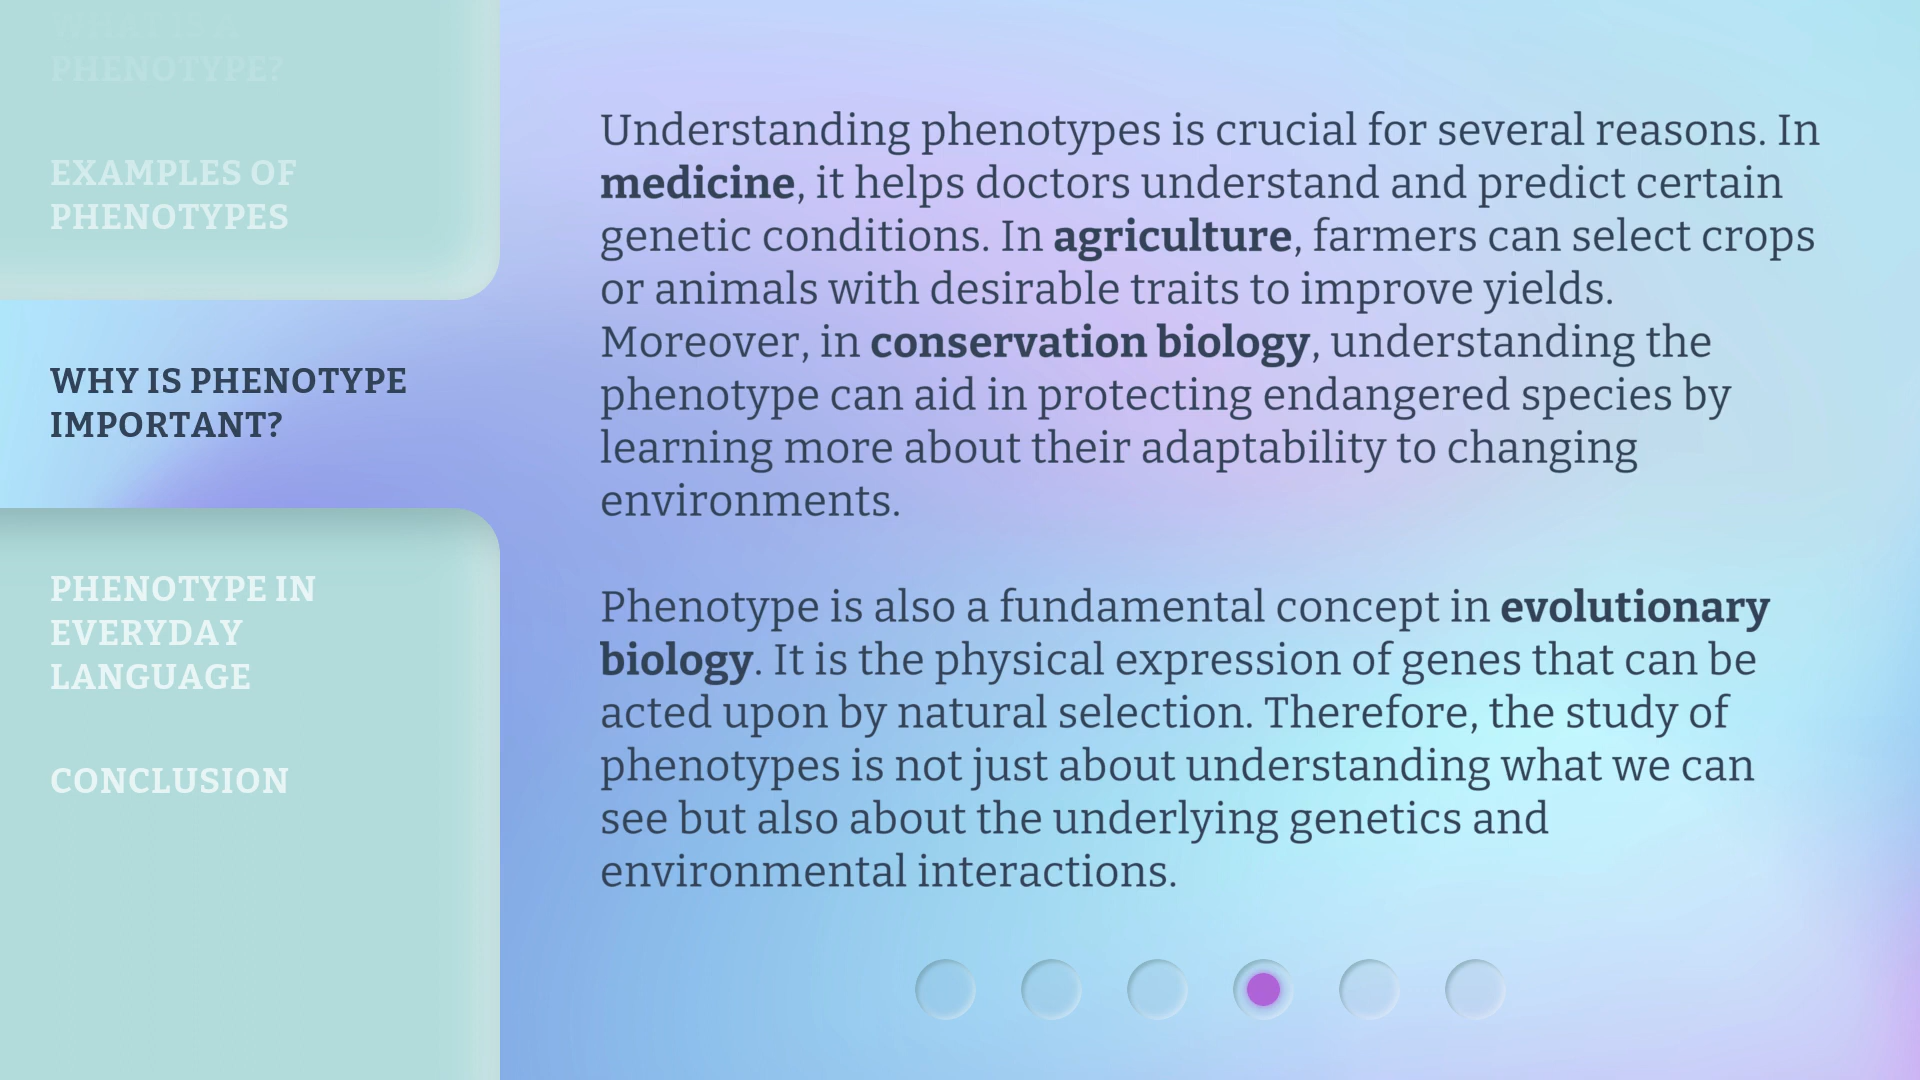 WHAT IS A
PHENOTYPE?
EXAMPLES OF
PHENOTYPES
WHY IS PHENOTYPE
IMPORTANT?
PHENOTYPE IN
EVERYDAY
LANGUAGE
CONCLUSION
Understanding phenotypes is crucial for several reasons. In
medicine, it helps doctors understand and predict certain
genetic conditions. In agriculture, farmers can select crops
or animals with desirable traits to improve yields.
Moreover, in conservation biology, understanding the
phenotype can aid in protecting endangered species by
learning more about their adaptability to changing
environments.
Phenotype is also a fundamental concept in evolutionary
biology. It is the physical expression of genes that can be
acted upon by natural selection. Therefore, the study of
phenotypes is not just about understanding what we can
see but also about the underlying genetics and
environmental interactions.